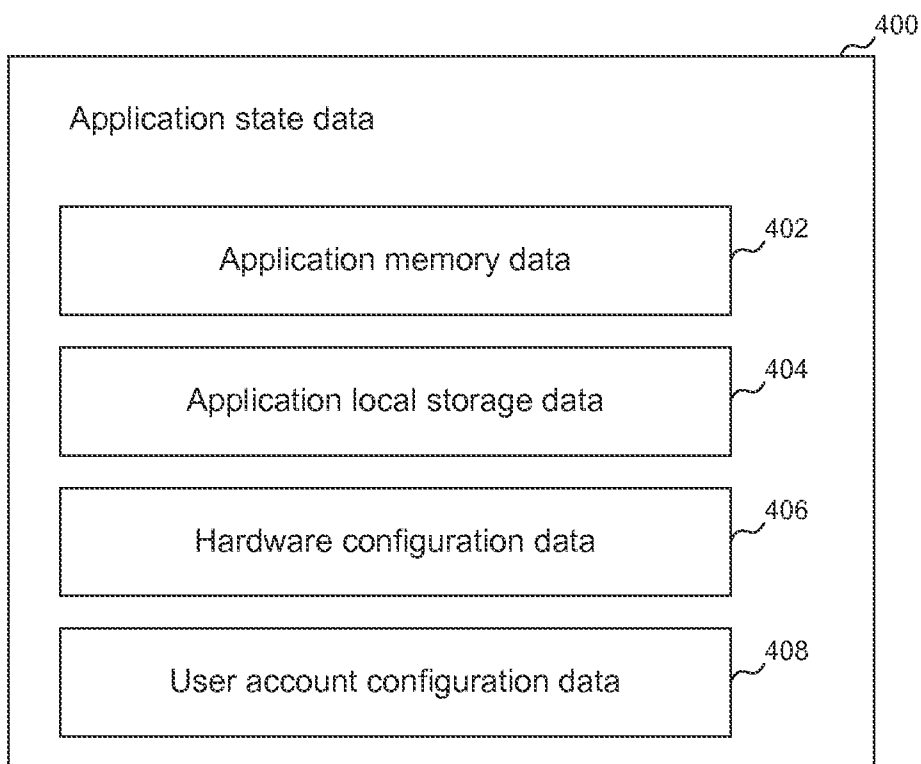 400
Application state data
402
Application memory data
404
Application local storage data
406
Hardware configuration data
408
User account configuration data